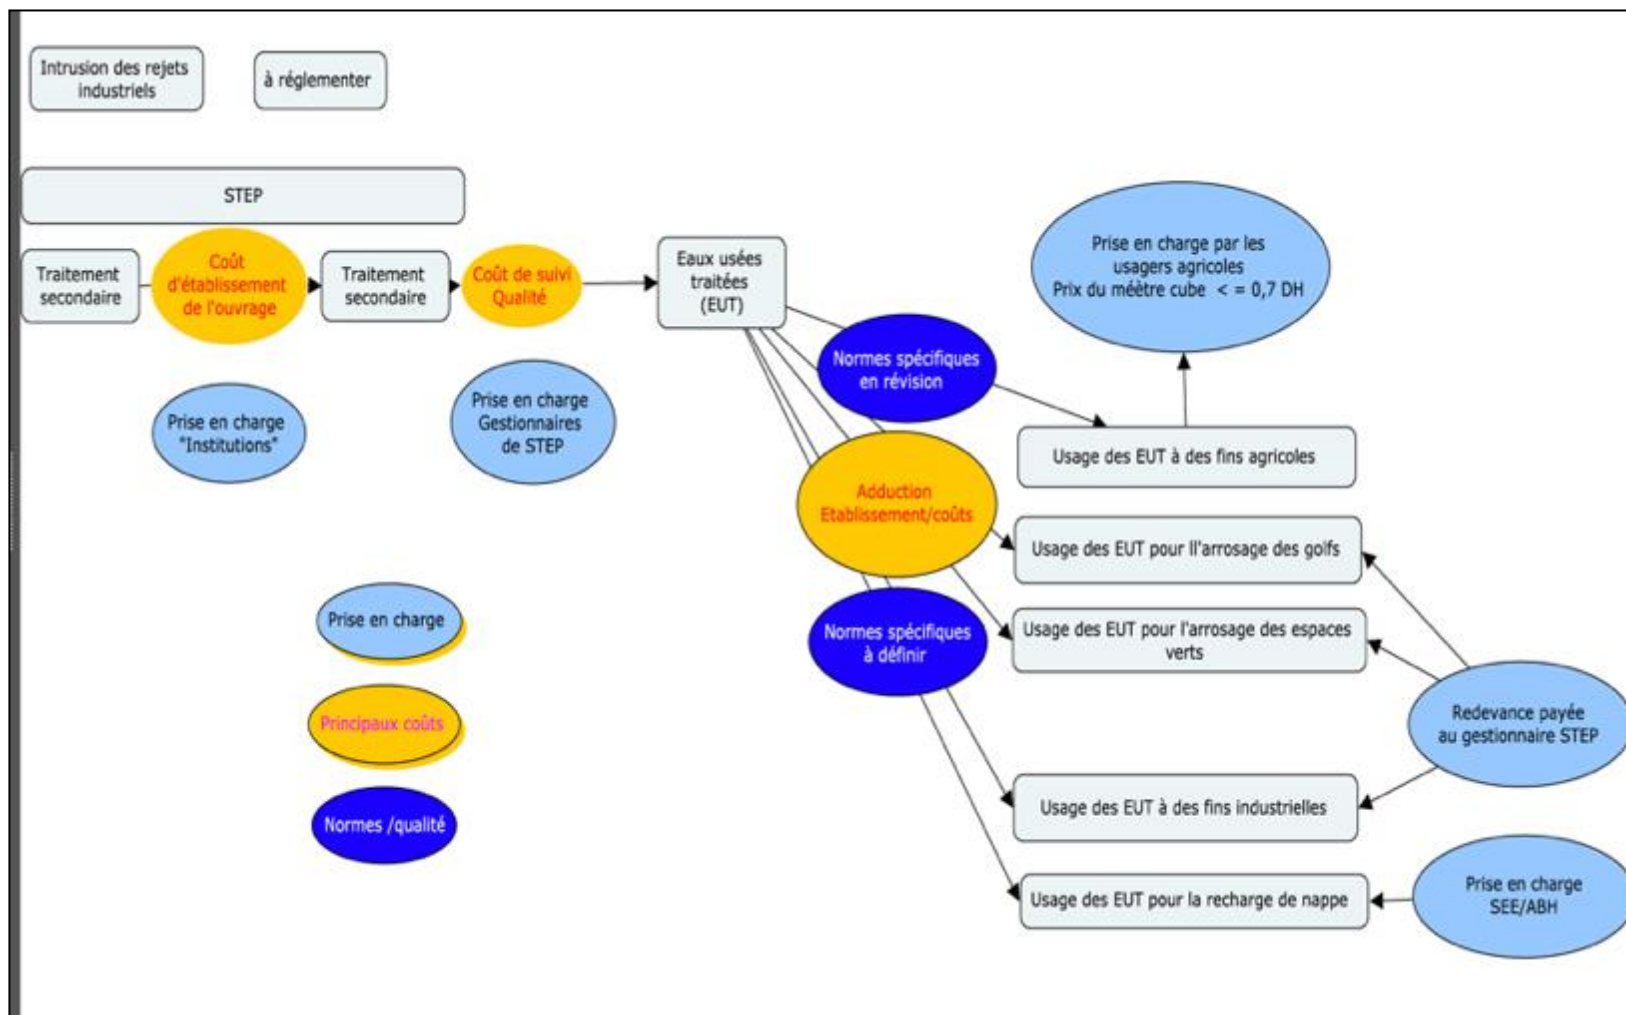 Intrusion des rejets
industriels
à réglementer
STEP
Traitement
secondaire
Coût
d'établissement
de l'ouvrage
Traitement
secondaire
Coût de suivi
Qualité
Eaux usées
traitées
(EUT)
Prise en charge par les
usagers agricoles
Prix du méètre cube < = 0,7 DH
Normes spécifiques
en révision
Prise en charge
"Institutions"
Prise en charge
Gestionnaires
de STEP
Usage des EUT à des fins agricoles
Adduction
Etablissement/coûts
Usage des EUT pour ll'arrosage des golfs
Prise en charge
Normes spécifiques
à définir
Usage des EUT pour l'arrosage des espaces
verts
Principaux coûts
Redevance payée
au gestionnaire STEP
Normes /qualité
Usage des EUT à des fins industrielles
Usage des EUT pour la recharge de nappe
Prise en charge
SEE/ABH